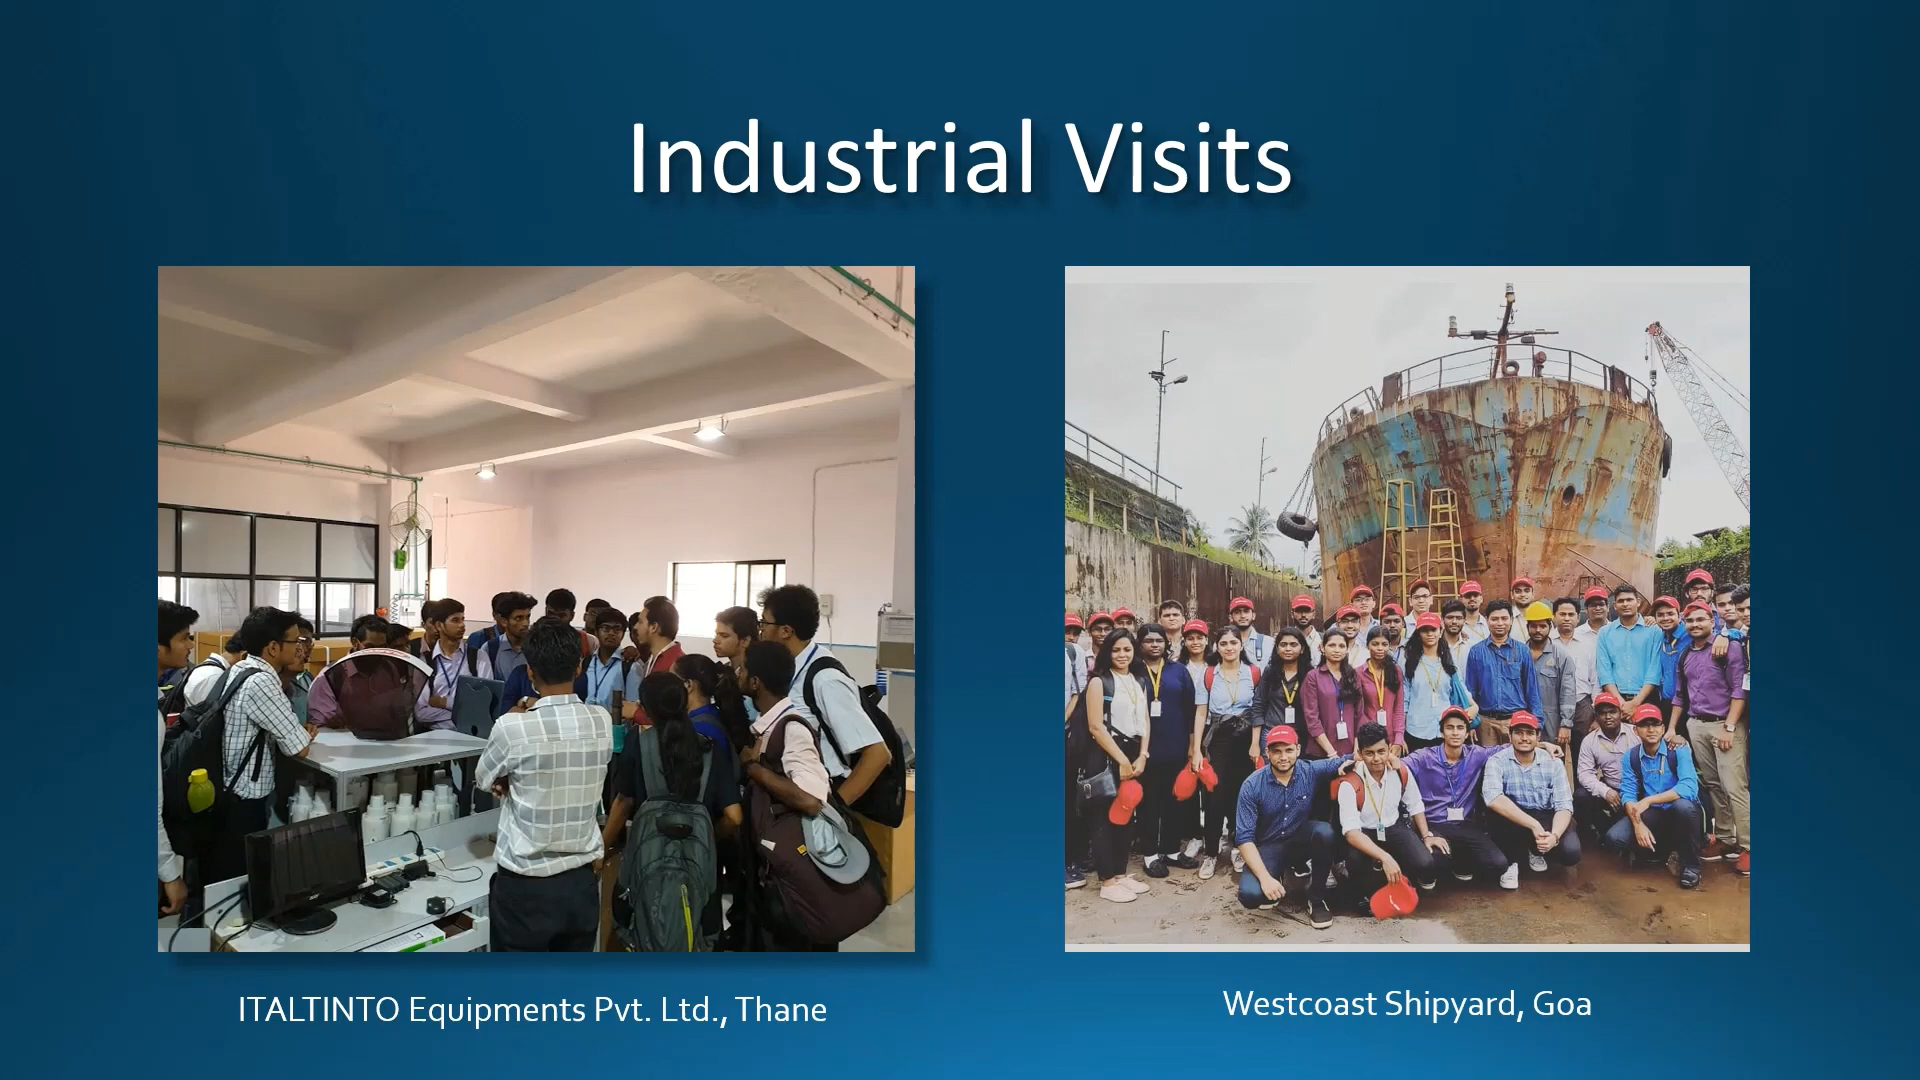 Industrial Visits
ITALTINTO Equipments Pvt. Ltd., Thane
Westcoast Shipyard, Goa